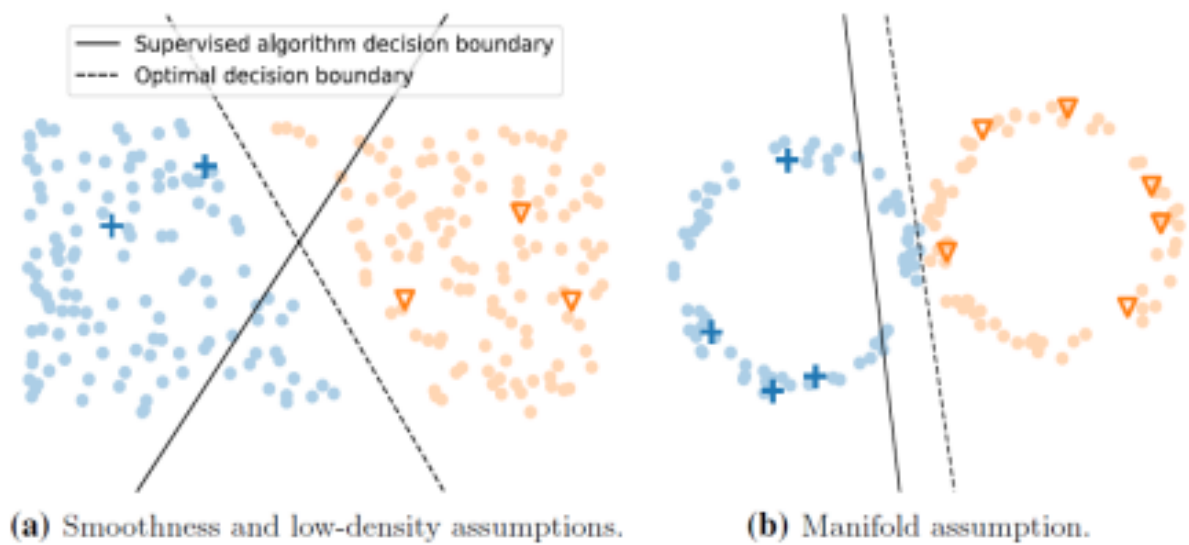 Supervised algorithm decision boundary
Optimal decision boundary
(a) Smoothness and low-density assumptions.
(b) Manifold assumption.